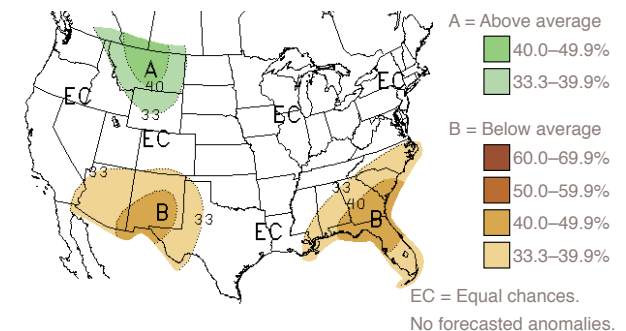 A = Above average
40.0–49.9%
33.3–39.9%
B = Below average
60.0–69.9%
50.0–59.9%
40.0–49.9%
33.3–39.9%
EC = Equal chances.
No forecasted anomalies.
A
40
EC
EC
33
EC
EC
33
33
40
B
33
B
EC